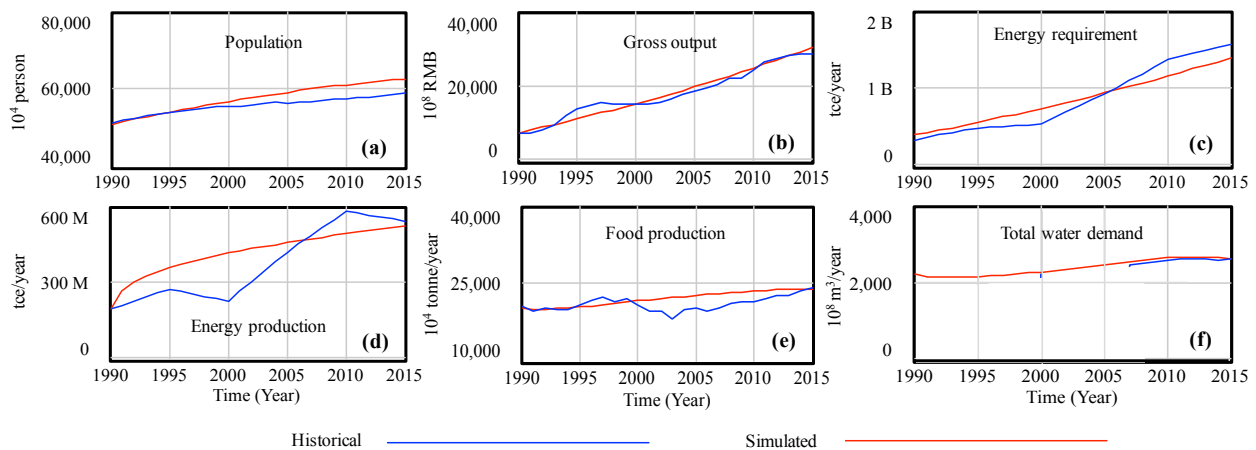 80,000
60,000
40,000
10⁴ person
Population
(a)
1990 1995 2000 2005 2010 2015
40,000
20,000
0
10⁸ RMB
Gross output
(b)
1990 1995 2000 2005 2010 2015
2 B
1 B
0
tce/year
Energy requirement
(c)
1990 1995 2000 2005 2010 2015
600 M
300 M
0
tce/year
Energy production
(d)
1990 1995 2000 2005 2010 2015
Time (Year)
40,000
25,000
10,000
10⁴ tonne/year
Food production
(e)
1990 1995 2000 2005 2010 2015
Time (Year)
4,000
2,000
0
10⁸ m³/year
Total water demand
(f)
1990 1995 2000 2005 2010 2015
Time (Year)
Historical
Simulated